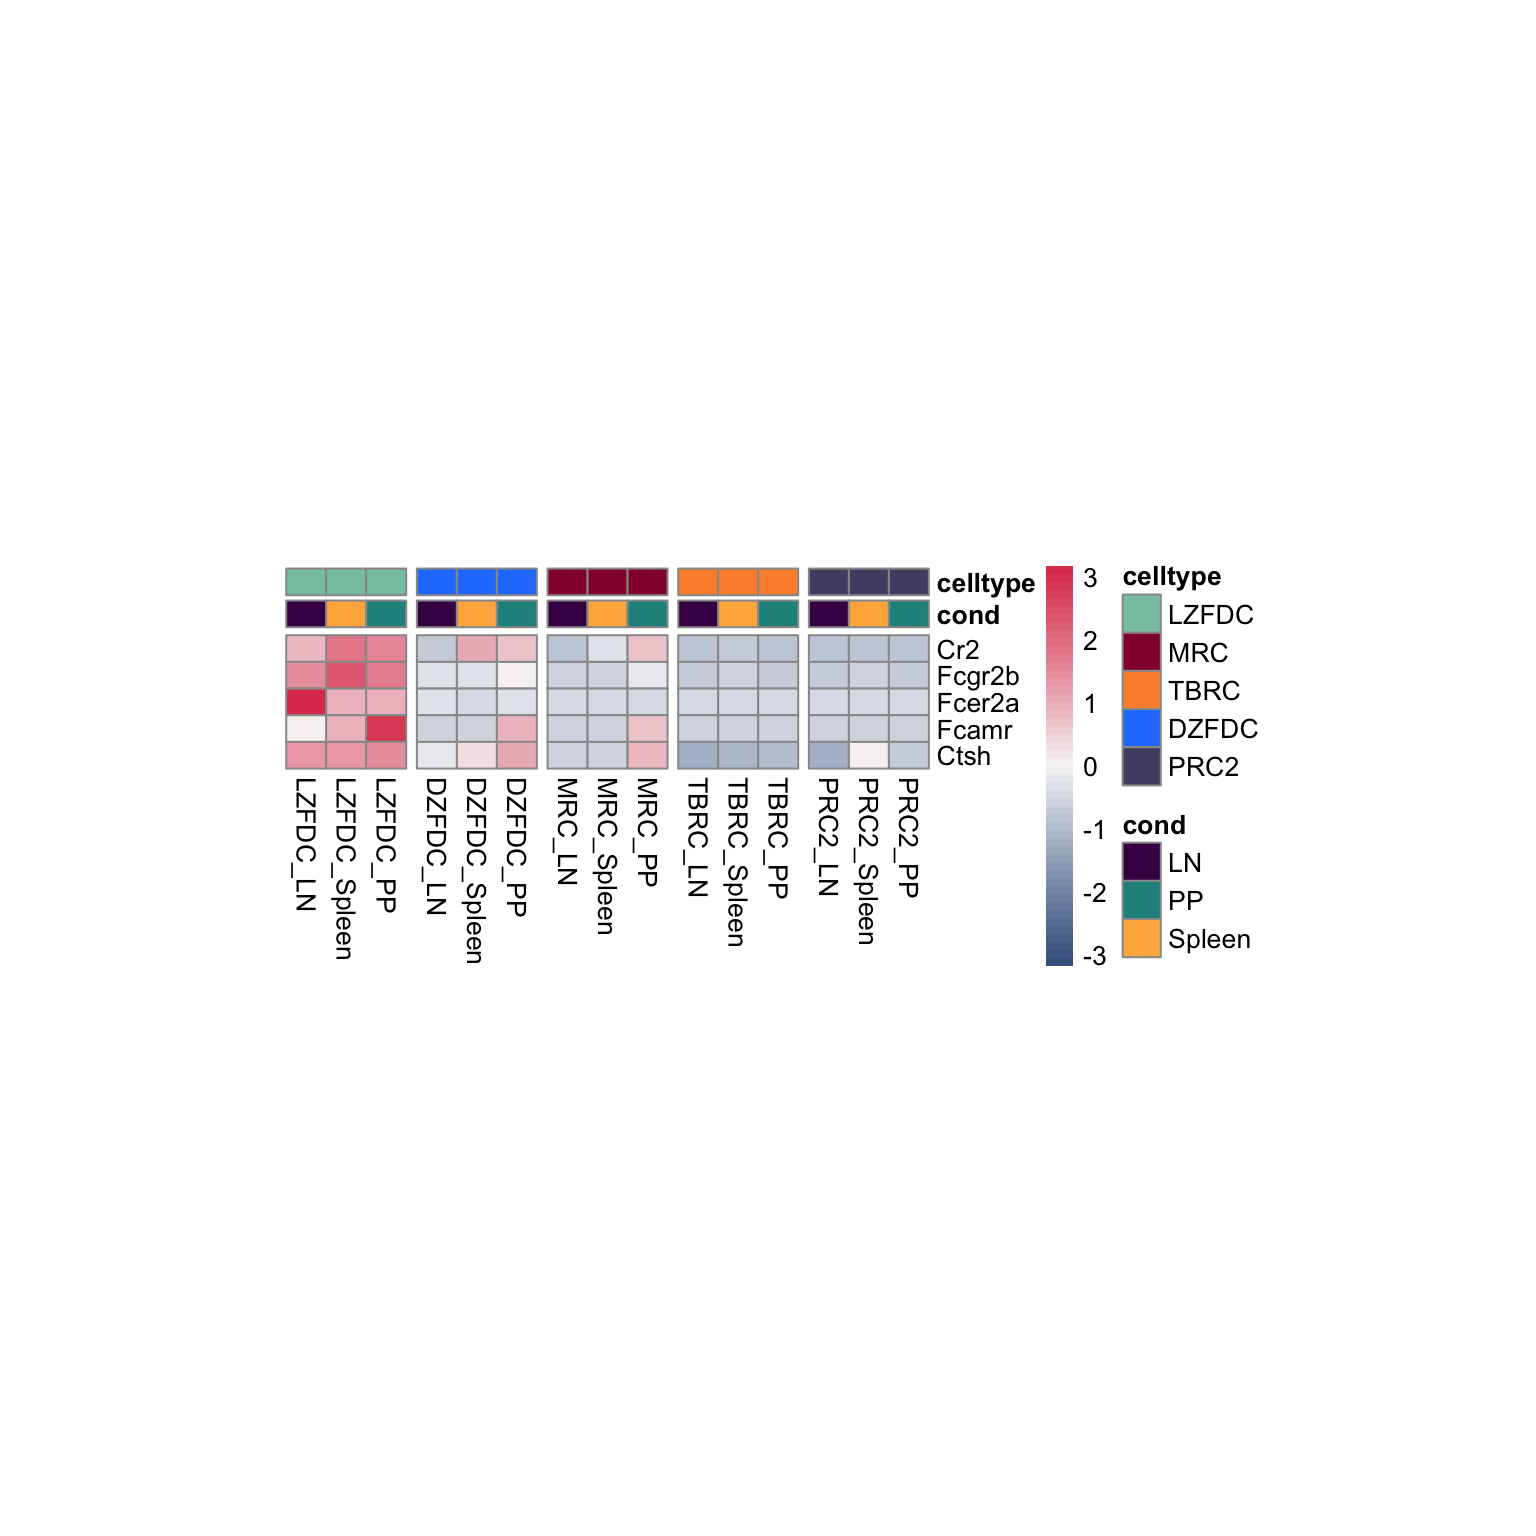 celltype
cond
Cr2
Fcgr2b
Fcer2a
Fcamr
Ctsh
LZFDC_LN
LZFDC_Spleen
LZFDC_PP
DZFDC_LN
DZFDC_Spleen
DZFDC_PP
MRC_LN
MRC_Spleen
MRC_PP
TBRC_LN
TBRC_Spleen
TBRC_PP
PRC2_LN
PRC2_Spleen
PRC2_PP
3
2
1
0
-1
-2
-3
celltype
LZFDC
MRC
TBRC
DZFDC
PRC2
cond
LN
PP
Spleen